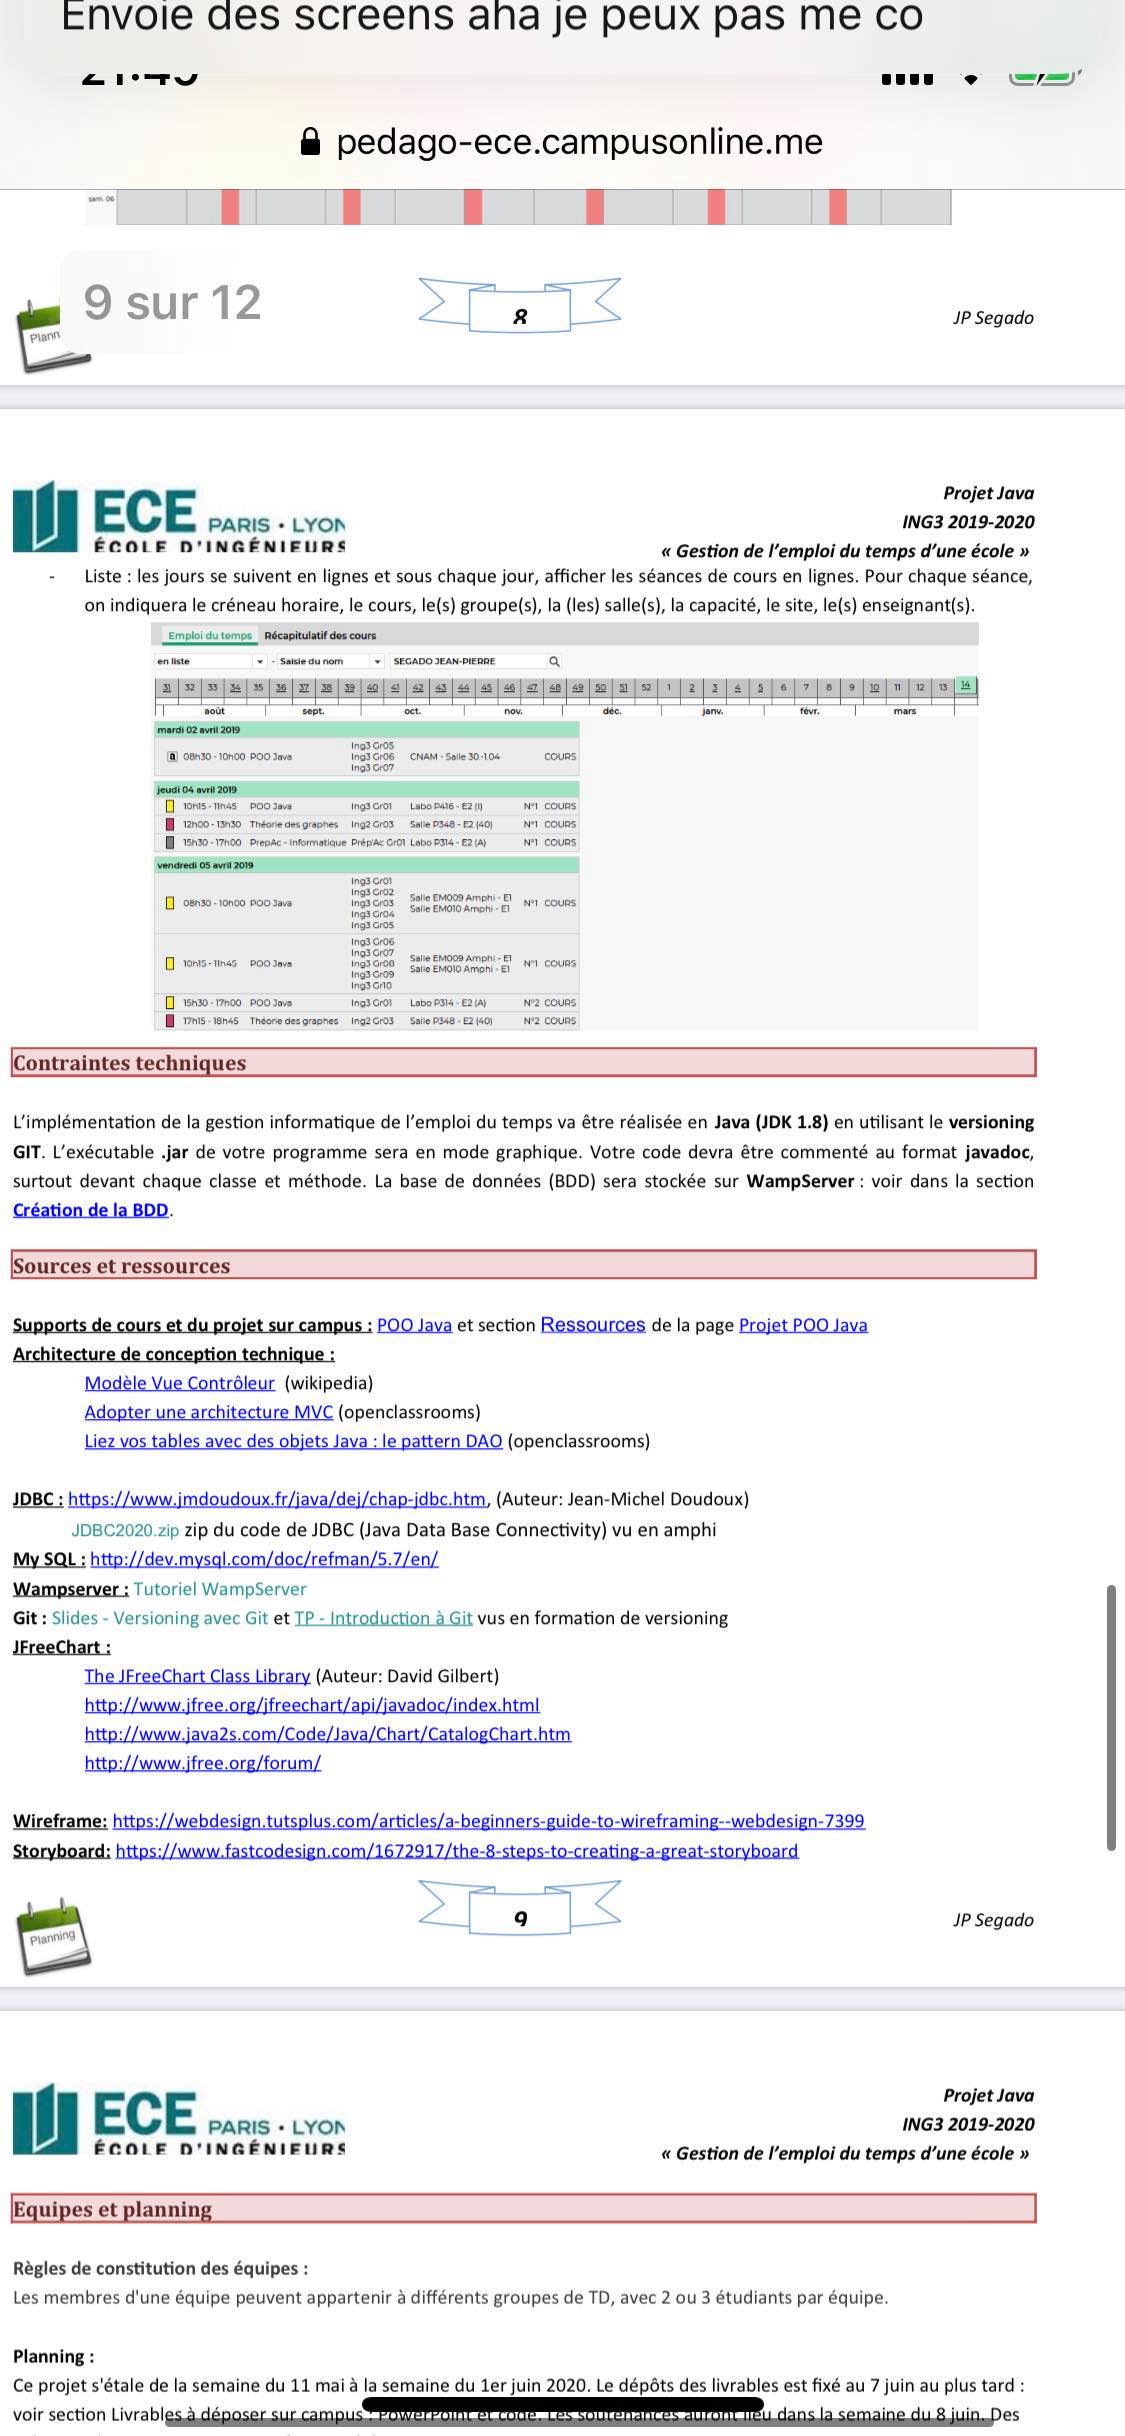 Envoie des screens aha je peux pas me co
21:45
pedago-ece.campusonline.me
sam. 06
9 sur 12
Plann
8
JP Segado
ECE PARIS • LYON
ÉCOLE D'INGÉNIEURS
Projet Java
ING3 2019-2020
« Gestion de l'emploi du temps d'une école »
- Liste : les jours se suivent en lignes et sous chaque jour, afficher les séances de cours en lignes. Pour chaque séance,
on indiquera le créneau horaire, le cours, le(s) groupe(s), la (les) salle(s), la capacité, le site, le(s) enseignant(s).
Emploi du temps Récapitulatif des cours
en liste - Saisie du nom SEGADO JEAN-PIERRE
31 32 33 34 35 36 37 38 39 40 41 42 43 44 45 46 47 48 49 50 51 52 1 2 3 4 5 6 7 8 9 10 11 12 13 14
août sept. oct. nov. déc. janv. févr. mars
mardi 02 avril 2019
Ing3 Gr05
a 08h30 - 10h00 POO Java Ing3 Gr06 CNAM - Salle 30.-1.04 COURS
Ing3 Gr07
jeudi 04 avril 2019
10h15 - 11h45 POO Java Ing3 Gr01 Labo P416 - E2 (I) N°1 COURS
12h00 - 13h30 Théorie des graphes Ing2 Gr03 Salle P348 - E2 (40) N°1 COURS
15h30 - 17h00 PrepAc - Informatique Prép'Ac Gr01 Labo P314 - E2 (A) N°1 COURS
vendredi 05 avril 2019
Ing3 Gr01
Ing3 Gr02
08h30 - 10h00 POO Java Ing3 Gr03 Salle EM009 Amphi - E1 N°1 COURS
Ing3 Gr04 Salle EM010 Amphi - E1
Ing3 Gr05
Ing3 Gr06
Ing3 Gr07
10h15 - 11h45 POO Java Ing3 Gr08 Salle EM009 Amphi - E1 N°1 COURS
Ing3 Gr09 Salle EM010 Amphi - E1
Ing3 Gr10
15h30 - 17h00 POO Java Ing3 Gr01 Labo P314 - E2 (A) N°2 COURS
17h15 - 18h45 Théorie des graphes Ing2 Gr03 Salle P348 - E2 (40) N°2 COURS
Contraintes techniques
L'implémentation de la gestion informatique de l'emploi du temps va être réalisée en Java (JDK 1.8) en utilisant le versioning
GIT. L'exécutable .jar de votre programme sera en mode graphique. Votre code devra être commenté au format javadoc,
surtout devant chaque classe et méthode. La base de données (BDD) sera stockée sur WampServer : voir dans la section
Création de la BDD.
Sources et ressources
Supports de cours et du projet sur campus : POO Java et section Ressources de la page Projet POO Java
Architecture de conception technique :
Modèle Vue Contrôleur (wikipedia)
Adopter une architecture MVC (openclassrooms)
Liez vos tables avec des objets Java : le pattern DAO (openclassrooms)
JDBC : https://www.jmdoudoux.fr/java/dej/chap-jdbc.htm, (Auteur: Jean-Michel Doudoux)
JDBC2020.zip zip du code de JDBC (Java Data Base Connectivity) vu en amphi
My SQL : http://dev.mysql.com/doc/refman/5.7/en/
Wampserver : Tutoriel WampServer
Git : Slides - Versioning avec Git et TP - Introduction à Git vus en formation de versioning
JFreeChart :
The JFreeChart Class Library (Auteur: David Gilbert)
http://www.jfree.org/jfreechart/api/javadoc/index.html
http://www.java2s.com/Code/Java/Chart/CatalogChart.htm
http://www.jfree.org/forum/
Wireframe: https://webdesign.tutsplus.com/articles/a-beginners-guide-to-wireframing--webdesign-7399
Storyboard: https://www.fastcodesign.com/1672917/the-8-steps-to-creating-a-great-storyboard
Planning
9
JP Segado
ECE PARIS • LYON
ÉCOLE D'INGÉNIEURS
Projet Java
ING3 2019-2020
« Gestion de l'emploi du temps d'une école »
Equipes et planning
Règles de constitution des équipes :
Les membres d'une équipe peuvent appartenir à différents groupes de TD, avec 2 ou 3 étudiants par équipe.
Planning :
Ce projet s'étale de la semaine du 11 mai à la semaine du 1er juin 2020. Le dépôts des livrables est fixé au 7 juin au plus tard :
voir section Livrables à déposer sur campus : PowerPoint et code. Les soutenances auront lieu dans la semaine du 8 juin. Des